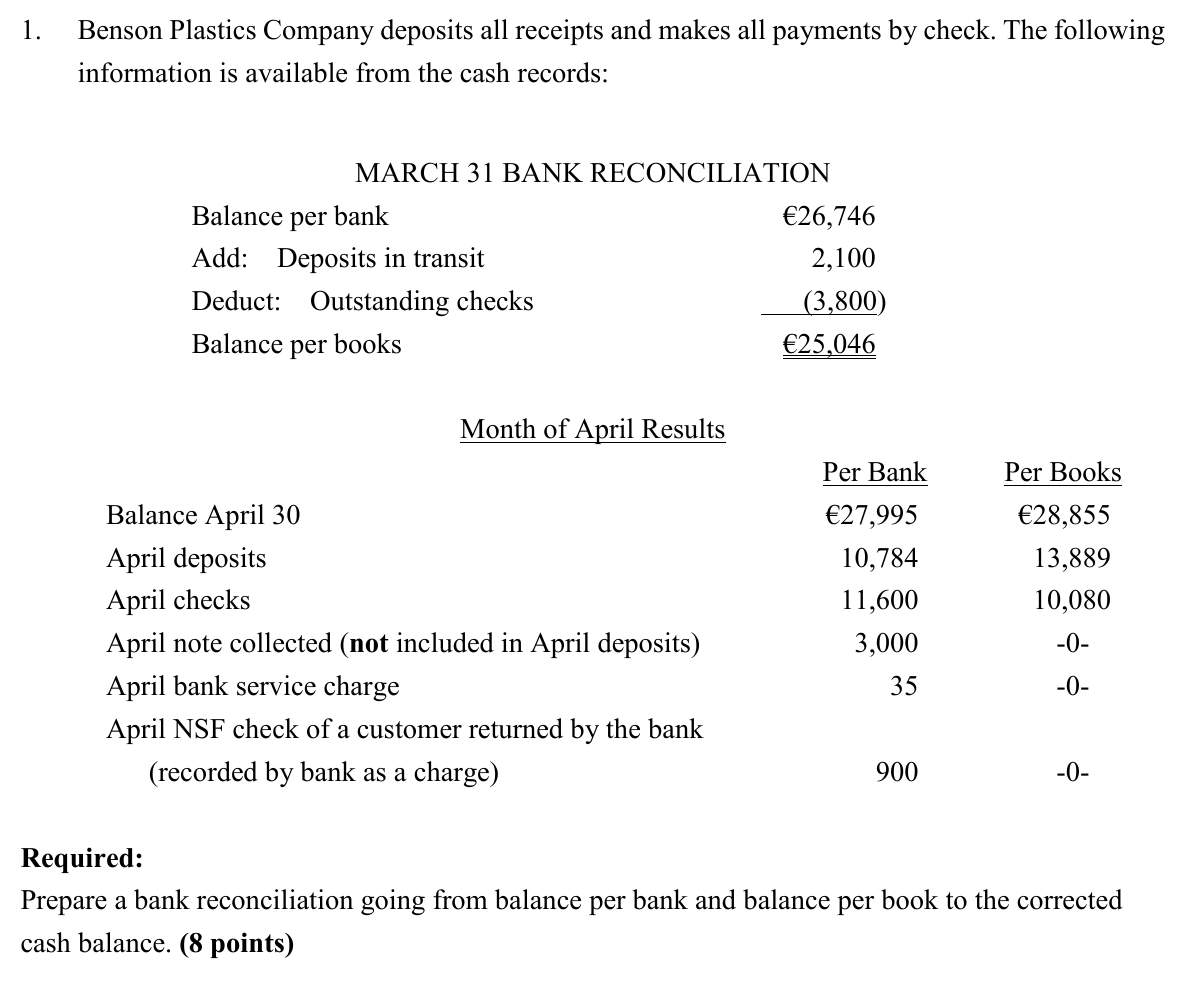 1. Benson Plastics Company deposits all receipts and makes all payments by check. The following
information is available from the cash records:
MARCH 31 BANK RECONCILIATION
Balance per bank €26,746
Add: Deposits in transit 2,100
Deduct: Outstanding checks (3,800)
Balance per books €25,046
Month of April Results
Per Bank Per Books
Balance April 30 €27,995 €28,855
April deposits 10,784 13,889
April checks 11,600 10,080
April note collected (not included in April deposits) 3,000 -0-
April bank service charge 35 -0-
April NSF check of a customer returned by the bank
(recorded by bank as a charge) 900 -0-
Required:
Prepare a bank reconciliation going from balance per bank and balance per book to the corrected
cash balance. (8 points)